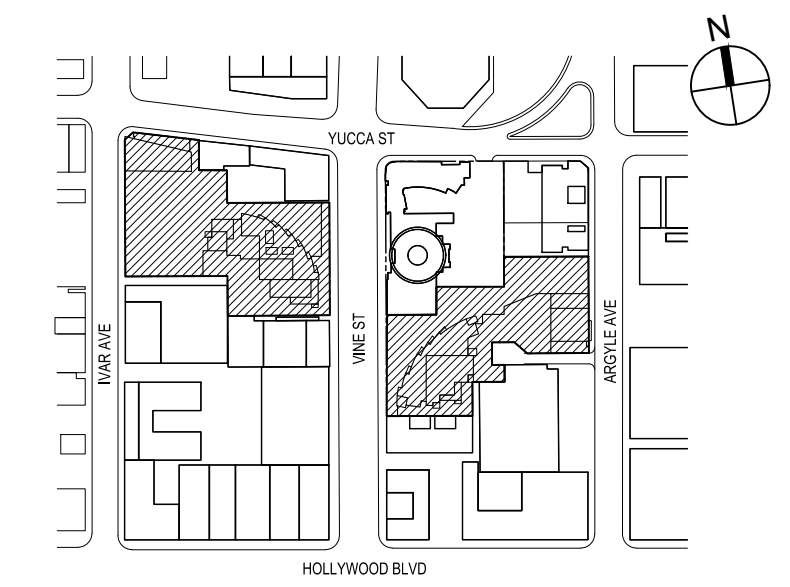 N
YUCCA ST
IVAR AVE
VINE ST
ARGYLE AVE
HOLLYWOOD BLVD